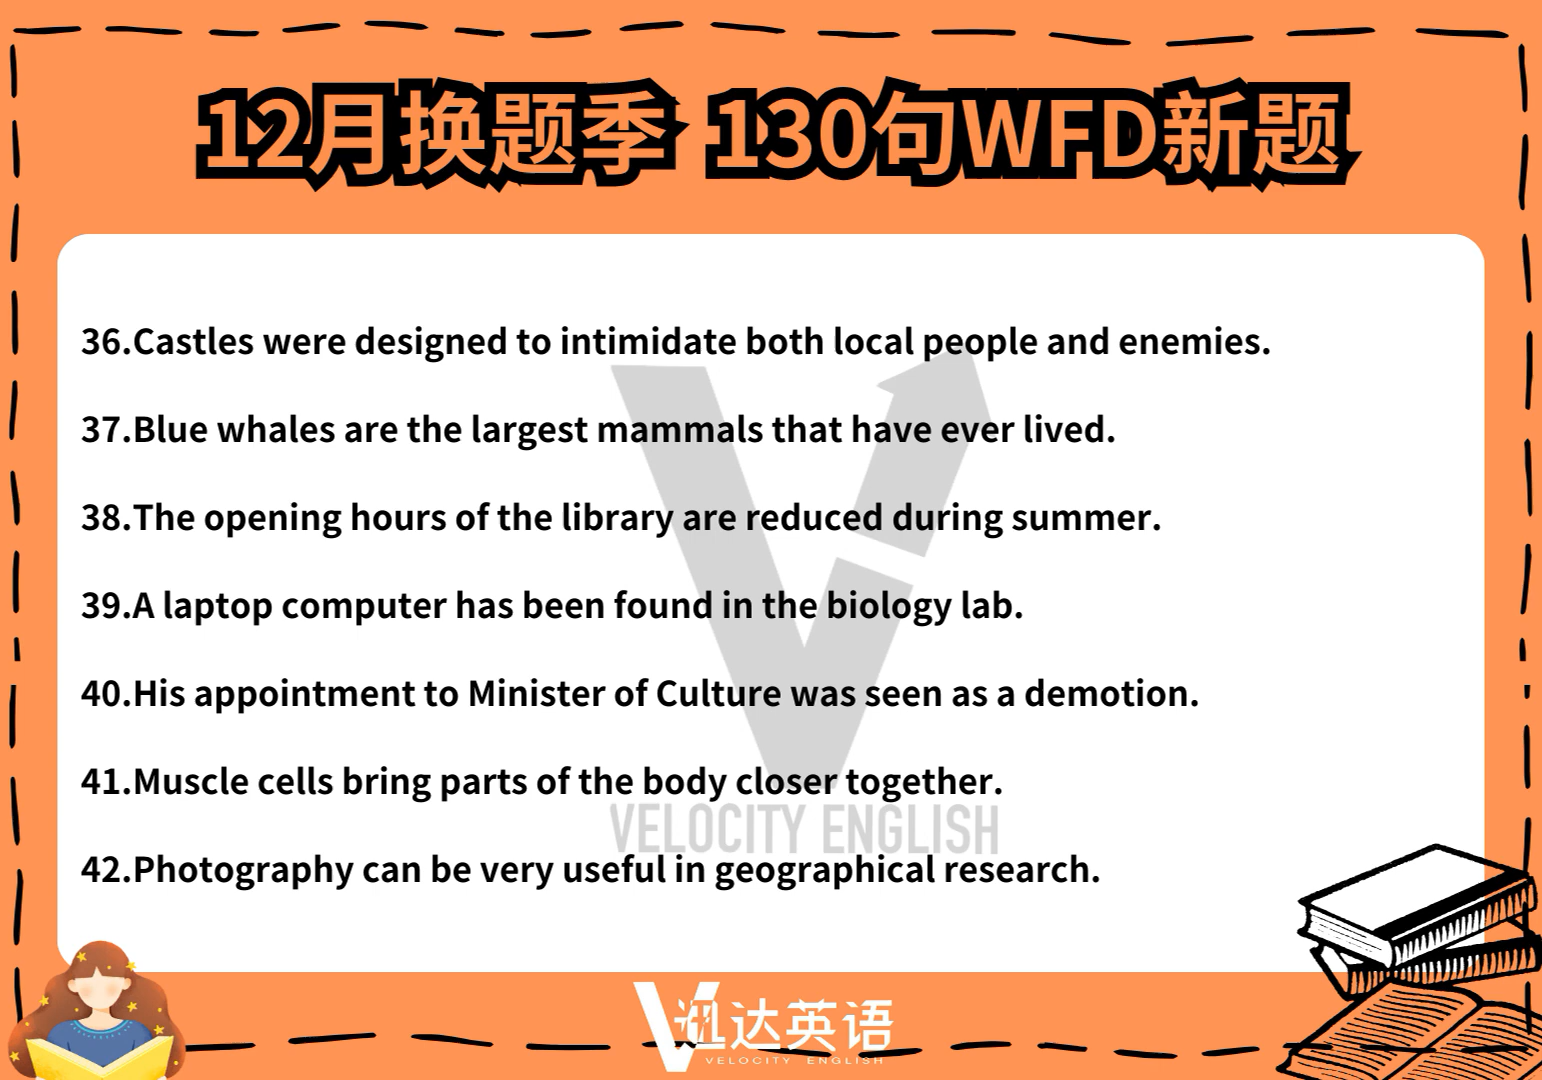 12月换题季 130句WFD新题
36.Castles were designed to intimidate both local people and enemies.
37.Blue whales are the largest mammals that have ever lived.
38.The opening hours of the library are reduced during summer.
39.A laptop computer has been found in the biology lab.
40.His appointment to Minister of Culture was seen as a demotion.
41.Muscle cells bring parts of the body closer together.
VELOCITY ENGLISH
42.Photography can be very useful in geographical research.
迅达英语
VELOCITY ENGLISH